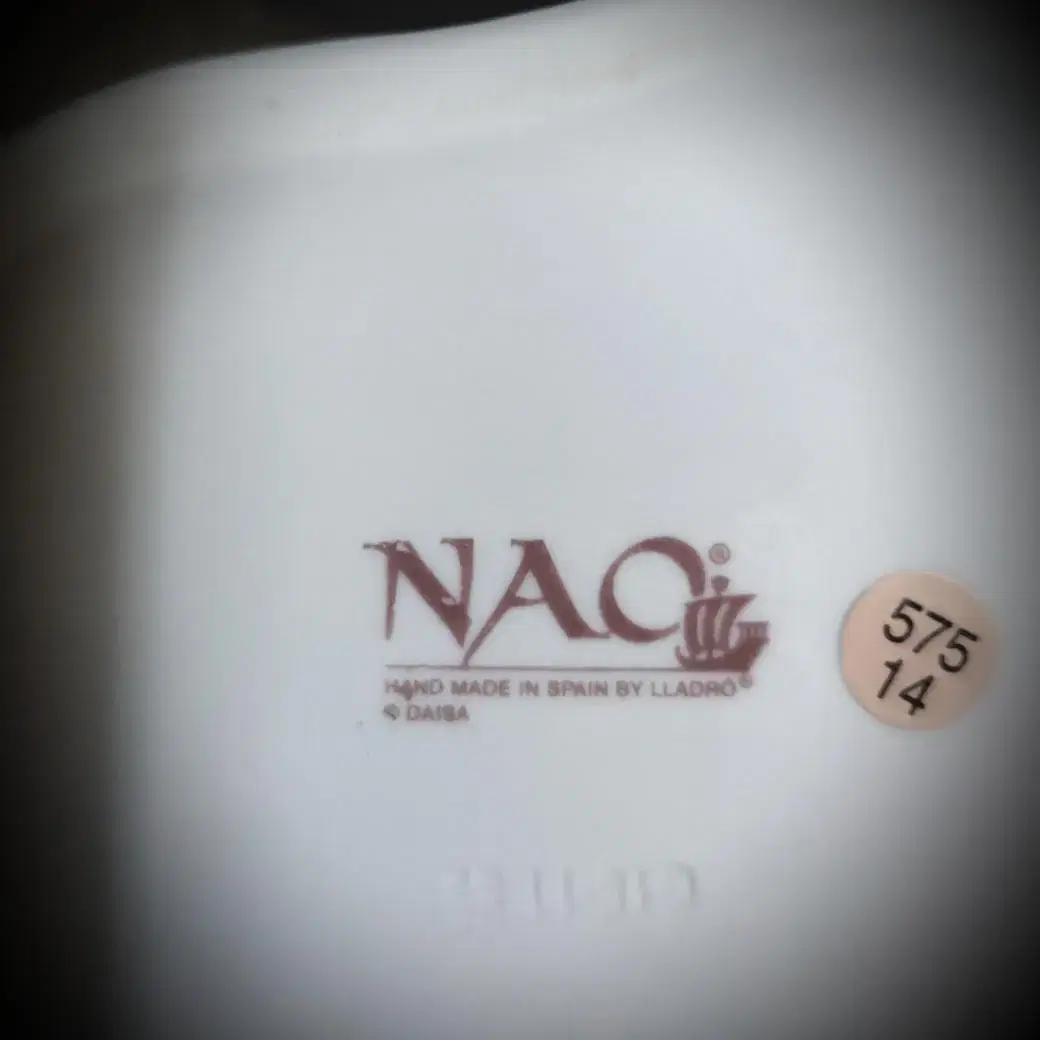 NAO®
HAND MADE IN SPAIN BY LLADRÓ®
© DAISA
575
14